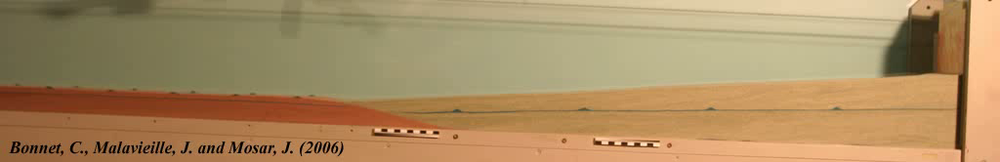 Bonnet, C., Malavieille, J. and Mosar, J. (2006)